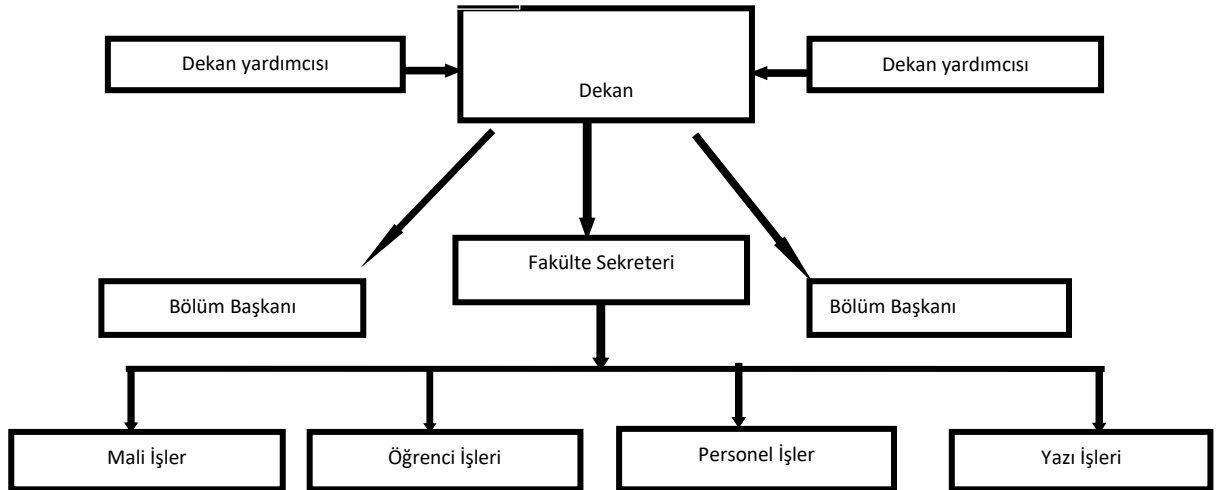 Dekan yardımcısı
Dekan
Dekan yardımcısı
Fakülte Sekreteri
Bölüm Başkanı
Bölüm Başkanı
Mali İşler
Öğrenci İşleri
Personel İşler
Yazı İşleri